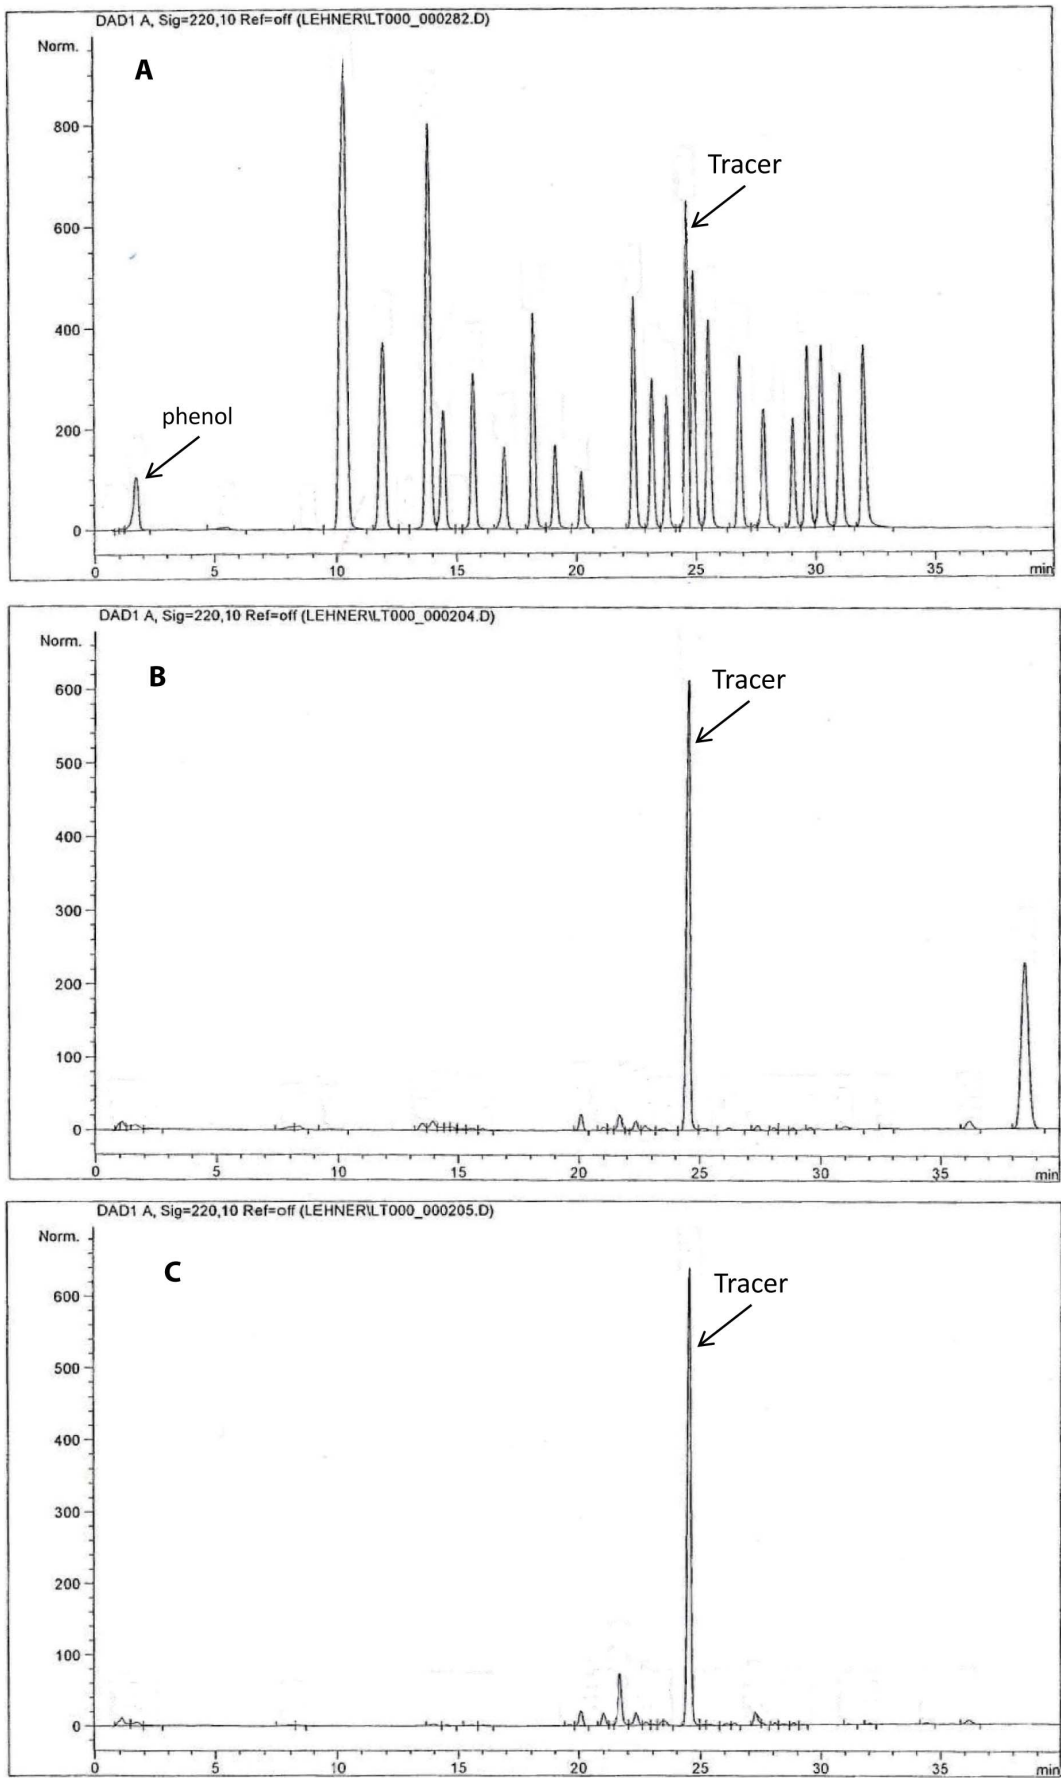 DAD1 A, Sig=220,10 Ref=off (LEHNER\LT000_000282.D)
Norm.
A
Tracer
800
600
400
phenol
200
0
0 5 10 15 20 25 30 35 min
DAD1 A, Sig=220,10 Ref=off (LEHNER\LT000_000204.D)
Norm.
B
Tracer
600
500
400
300
200
100
0
0 5 10 15 20 25 30 35 min
DAD1 A, Sig=220,10 Ref=off (LEHNER\LT000_000205.D)
Norm.
C
Tracer
600
500
400
300
200
100
0
0 5 10 15 20 25 30 35 min